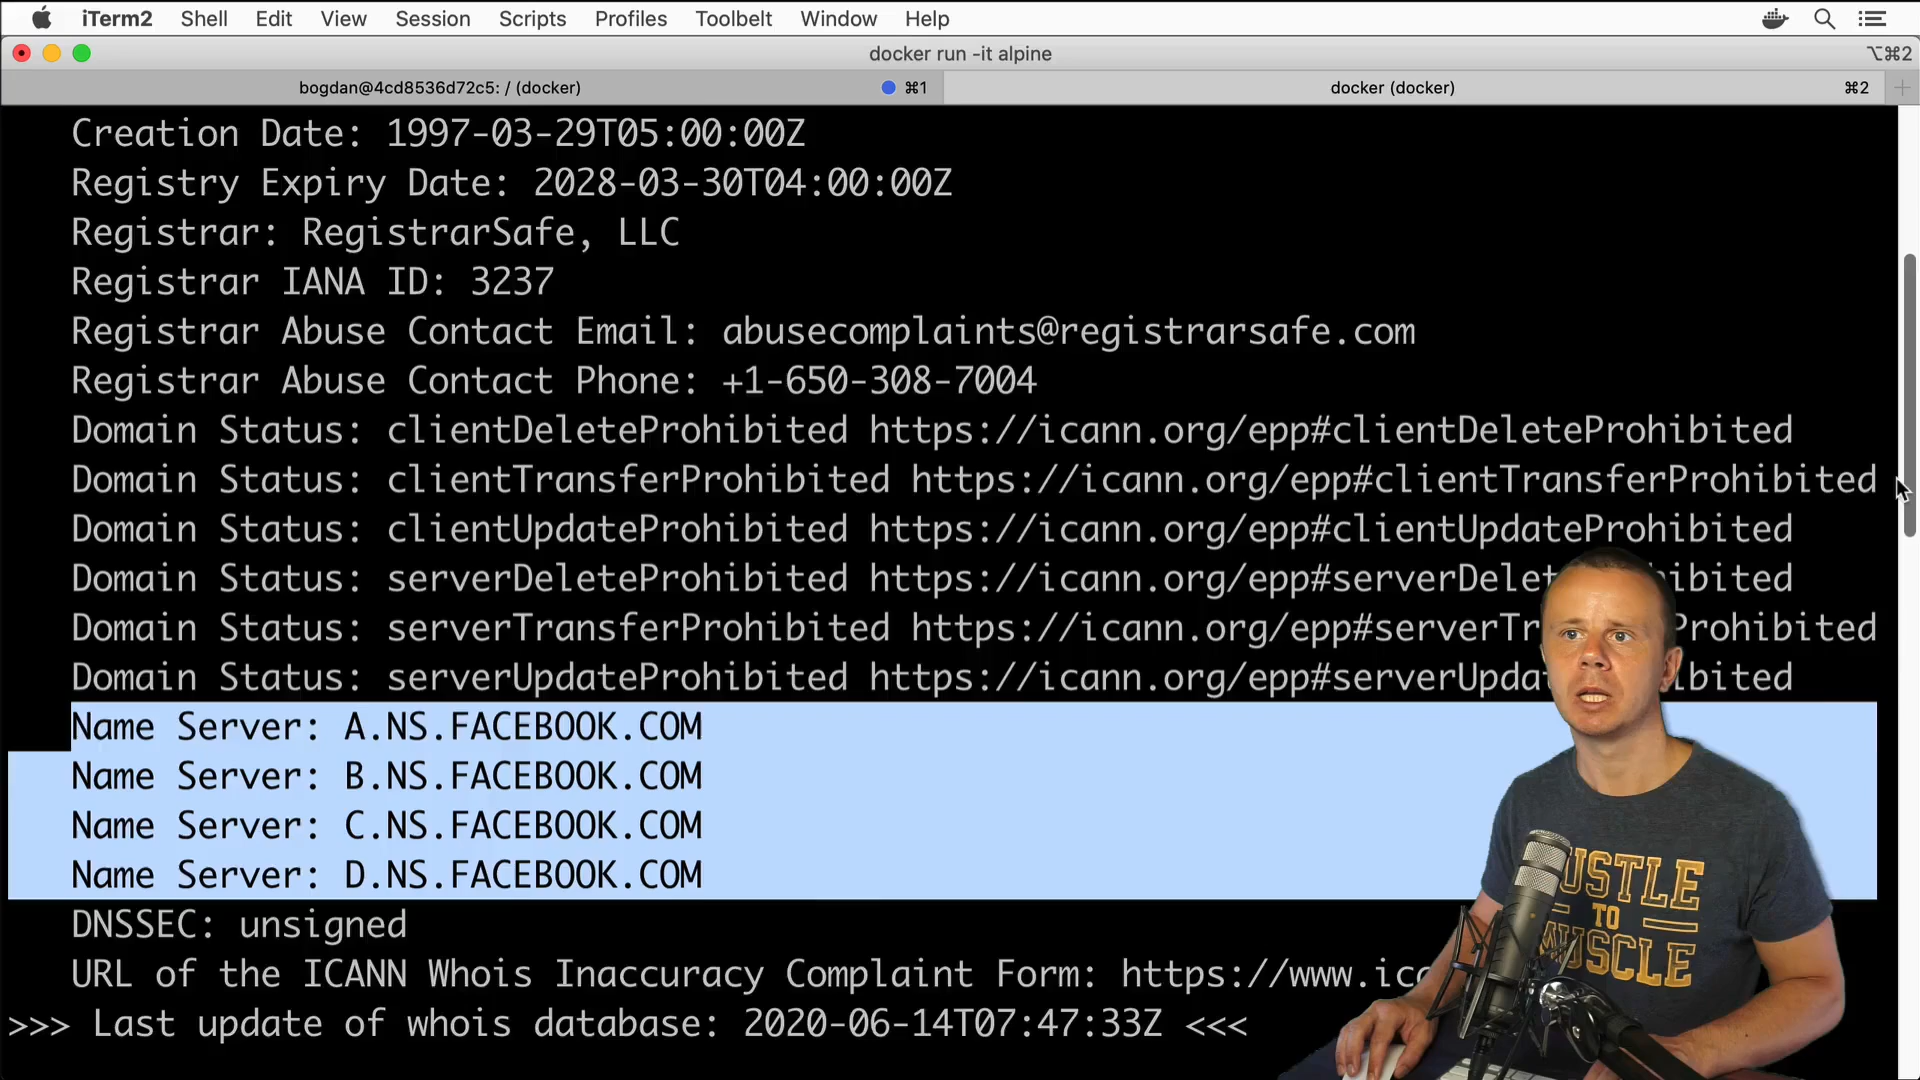 iTerm2 Shell Edit View Session Scripts Profiles Toolbelt Window Help
docker run -it alpine ⌥⌘2
bogdan@4cd8536d72c5: / (docker) ⌘1 docker (docker) ⌘2
Creation Date: 1997-03-29T05:00:00Z
Registry Expiry Date: 2028-03-30T04:00:00Z
Registrar: RegistrarSafe, LLC
Registrar IANA ID: 3237
Registrar Abuse Contact Email: abusecomplaints@registrarsafe.com
Registrar Abuse Contact Phone: +1-650-308-7004
Domain Status: clientDeleteProhibited https://icann.org/epp#clientDeleteProhibited
Domain Status: clientTransferProhibited https://icann.org/epp#clientTransferProhibited
Domain Status: clientUpdateProhibited https://icann.org/epp#clientUpdateProhibited
Domain Status: serverDeleteProhibited https://icann.org/epp#serverDelet ibited
Domain Status: serverTransferProhibited https://icann.org/epp#serverTr Prohibited
Domain Status: serverUpdateProhibited https://icann.org/epp#serverUpda ibited
Name Server: A.NS.FACEBOOK.COM
Name Server: B.NS.FACEBOOK.COM
Name Server: C.NS.FACEBOOK.COM
Name Server: D.NS.FACEBOOK.COM
DNSSEC: unsigned
URL of the ICANN Whois Inaccuracy Complaint Form: https://www.ic
>>> Last update of whois database: 2020-06-14T07:47:33Z <<<
USTLE
TO
MUSCLE